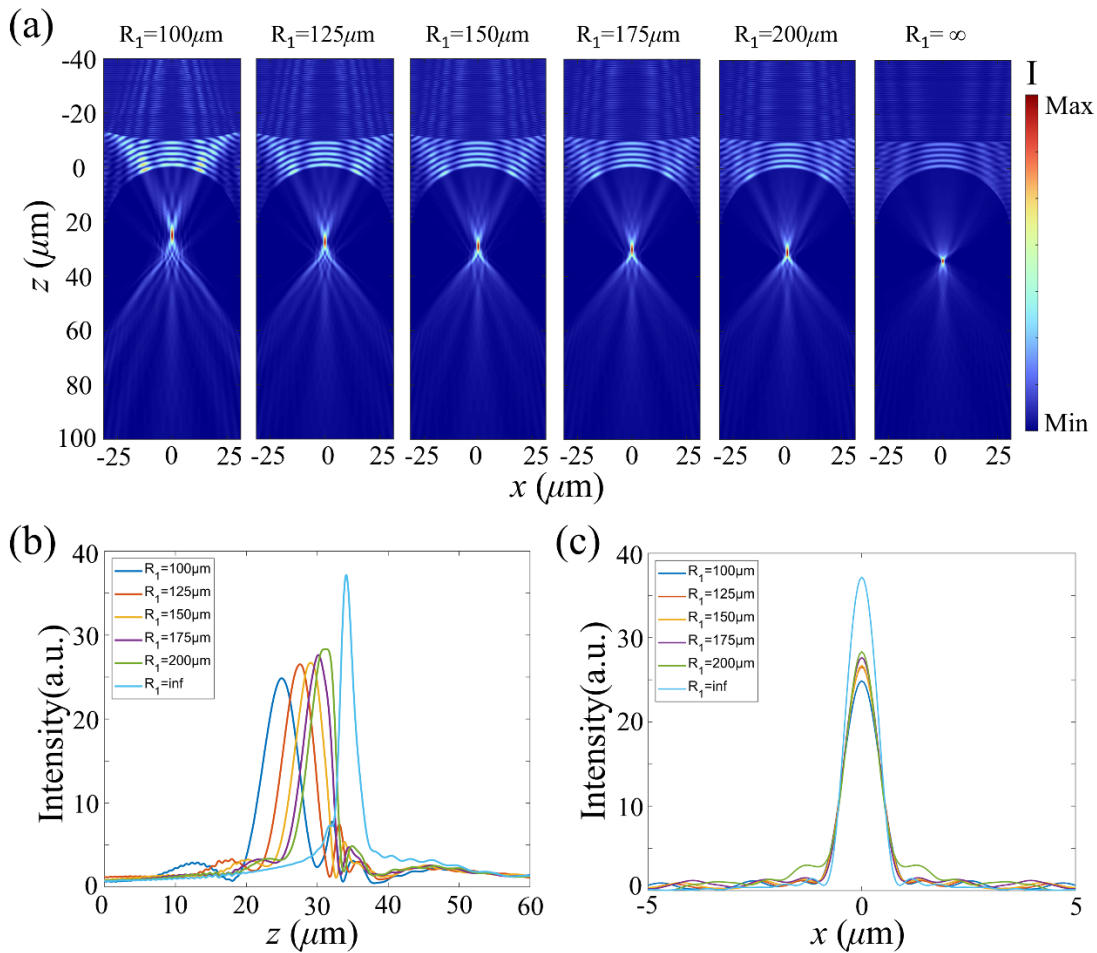 (a)
R₁=100μm R₁=125μm R₁=150μm R₁=175μm R₁=200μm R₁= ∞
I
Max
Min
-40
-20
0
20
40
60
80
100
z (μm)
-25 0 25 -25 0 25 -25 0 25 -25 0 25 -25 0 25 -25 0 25
x (μm)
(b)
40
30
20
10
0
Intensity(a.u.)
R₁=100μm
R₁=125μm
R₁=150μm
R₁=175μm
R₁=200μm
R₁=inf
0 10 20 30 40 50 60
z (μm)
(c)
40
30
20
10
0
Intensity(a.u.)
R₁=100μm
R₁=125μm
R₁=150μm
R₁=175μm
R₁=200μm
R₁=inf
-5 0 5
x (μm)